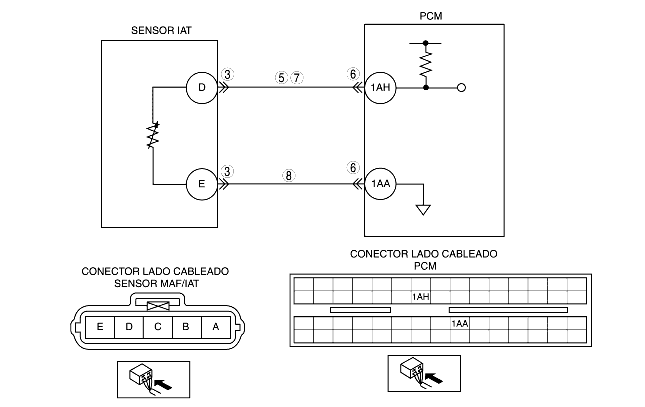 PCM
SENSOR IAT
3
5 7
6
D
1AH
3
8
6
E
1AA
CONECTOR LADO CABLEADO
PCM
CONECTOR LADO CABLEADO
SENSOR MAF/IAT
1AH
E D C B A
1AA